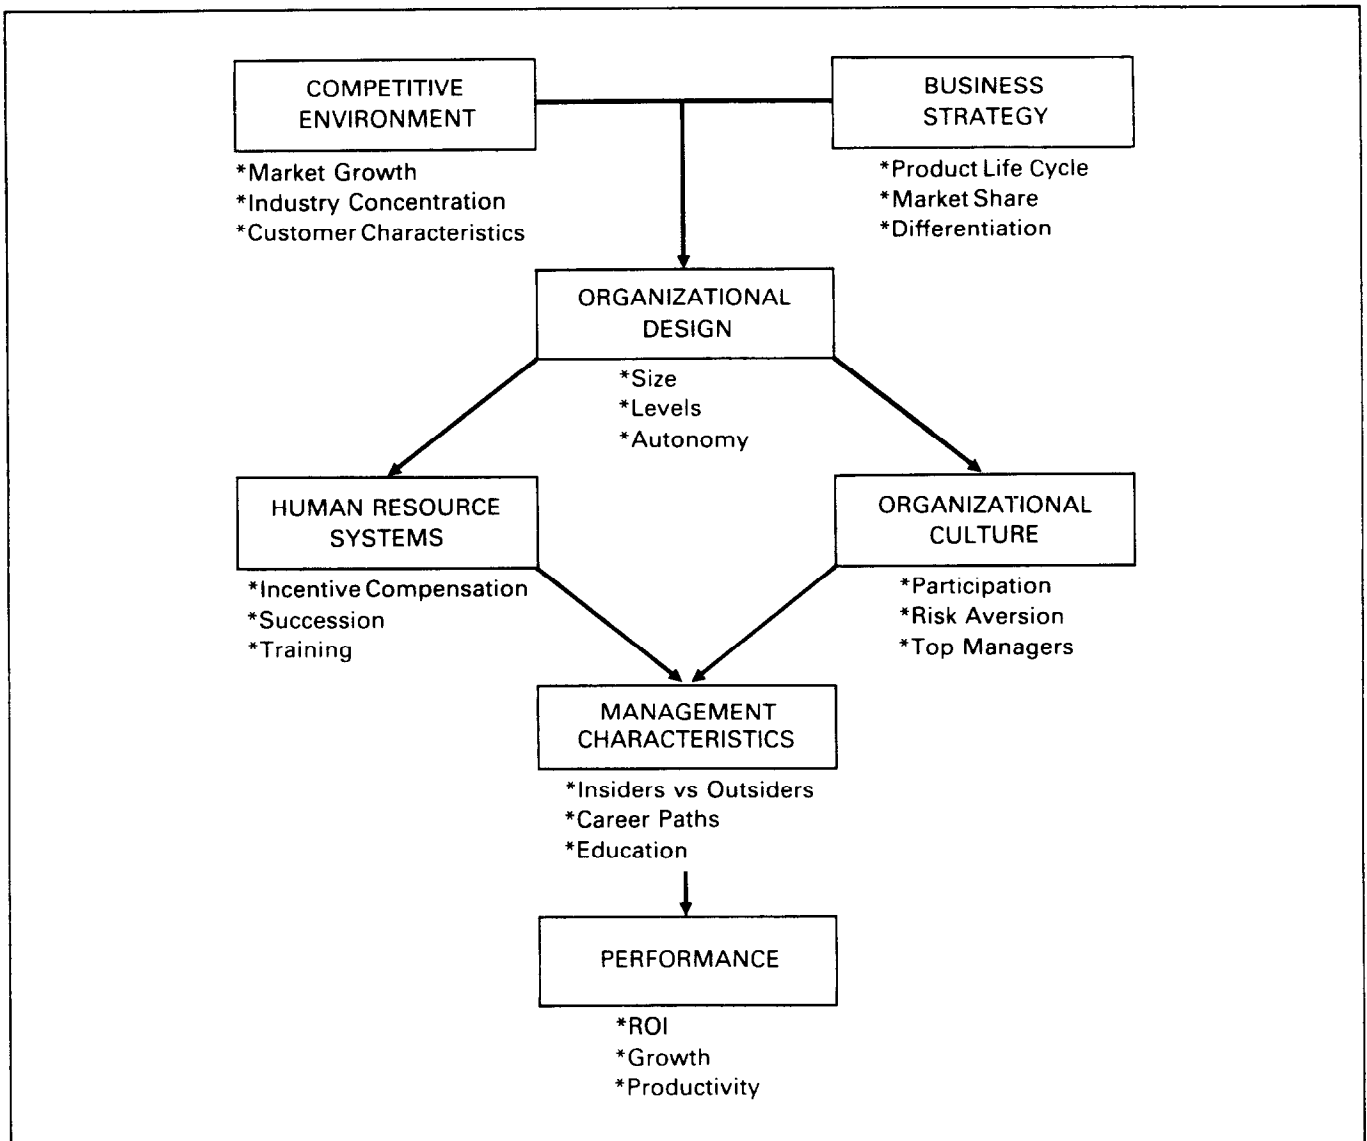 COMPETITIVE
ENVIRONMENT
*Market Growth
*Industry Concentration
*Customer Characteristics
BUSINESS
STRATEGY
*Product Life Cycle
*Market Share
*Differentiation
ORGANIZATIONAL
DESIGN
*Size
*Levels
*Autonomy
HUMAN RESOURCE
SYSTEMS
*Incentive Compensation
*Succession
*Training
ORGANIZATIONAL
CULTURE
*Participation
*Risk Aversion
*Top Managers
MANAGEMENT
CHARACTERISTICS
*Insiders vs Outsiders
*Career Paths
*Education
PERFORMANCE
*ROI
*Growth
*Productivity